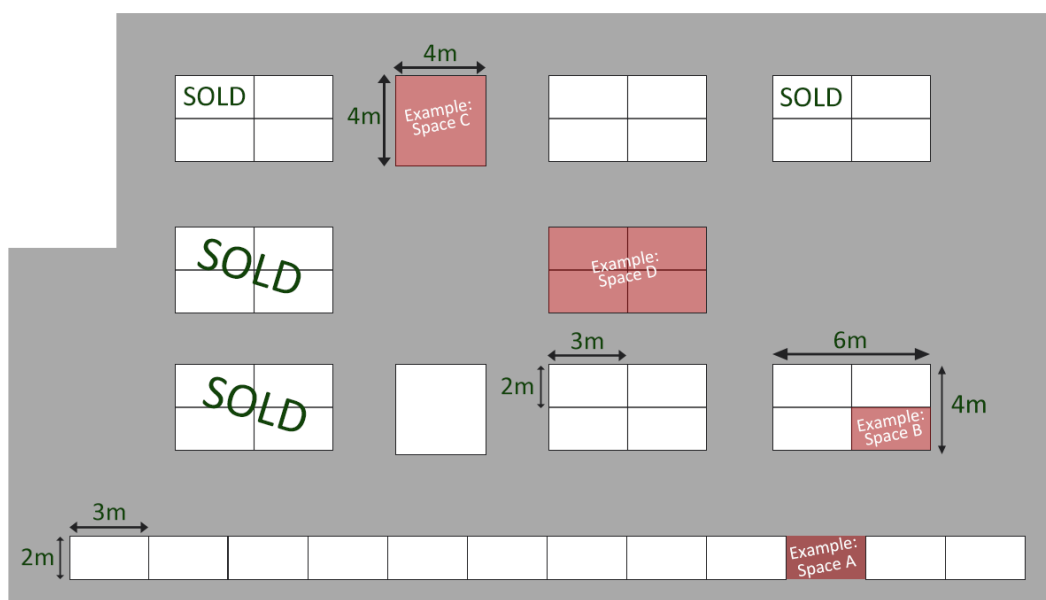 4m
SOLD
4m
Example:
Space C
SOLD
SOLD
Example:
Space D
3m
6m
2m
SOLD
4m
Example:
Space B
3m
2m
Example:
Space A